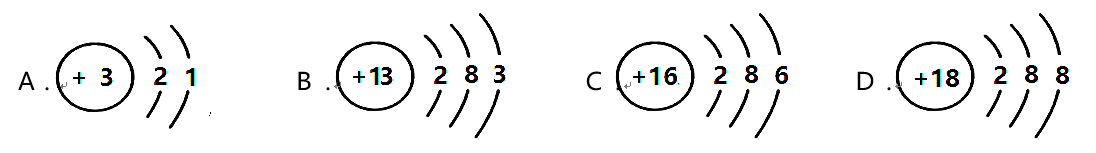 A. +3 2 1 B. +13 2 8 3 C. +16 2 8 6 D. +18 2 8 8